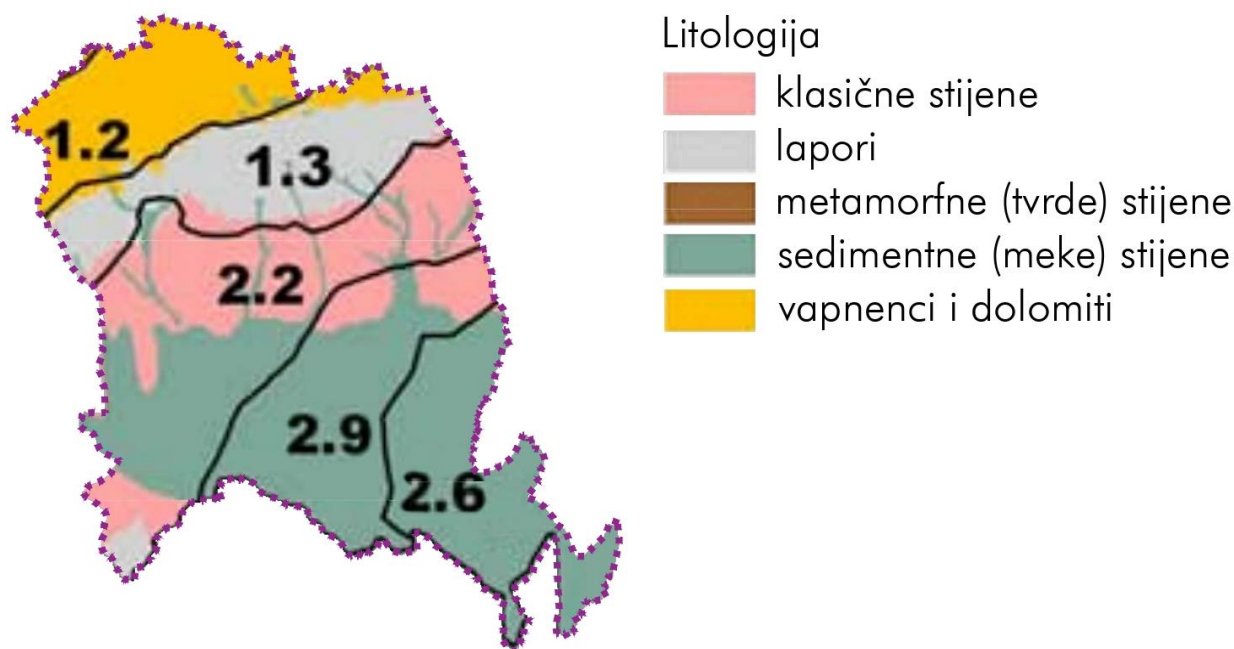 Litologija
klasične stijene
lapori
metamorfne (tvrde) stijene
sedimentne (meke) stijene
vapnenci i dolomiti
1.2
1.3
2.2
2.9
2.6